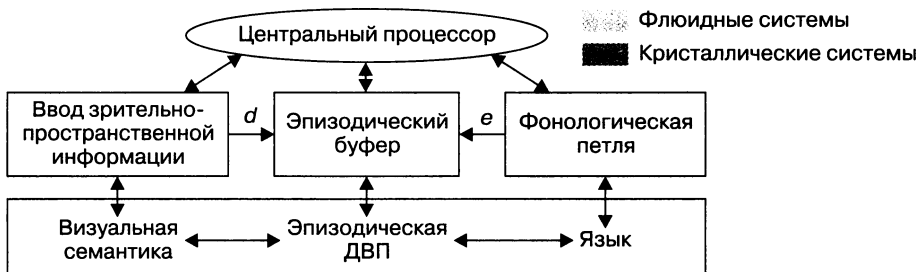 Центральный процессор
Флюидные системы
Кристаллические системы
Ввод зрительно-
пространственной
информации
d
Эпизодический
буфер
e
Фонологическая
петля
Визуальная
семантика
Эпизодическая
ДВП
Язык